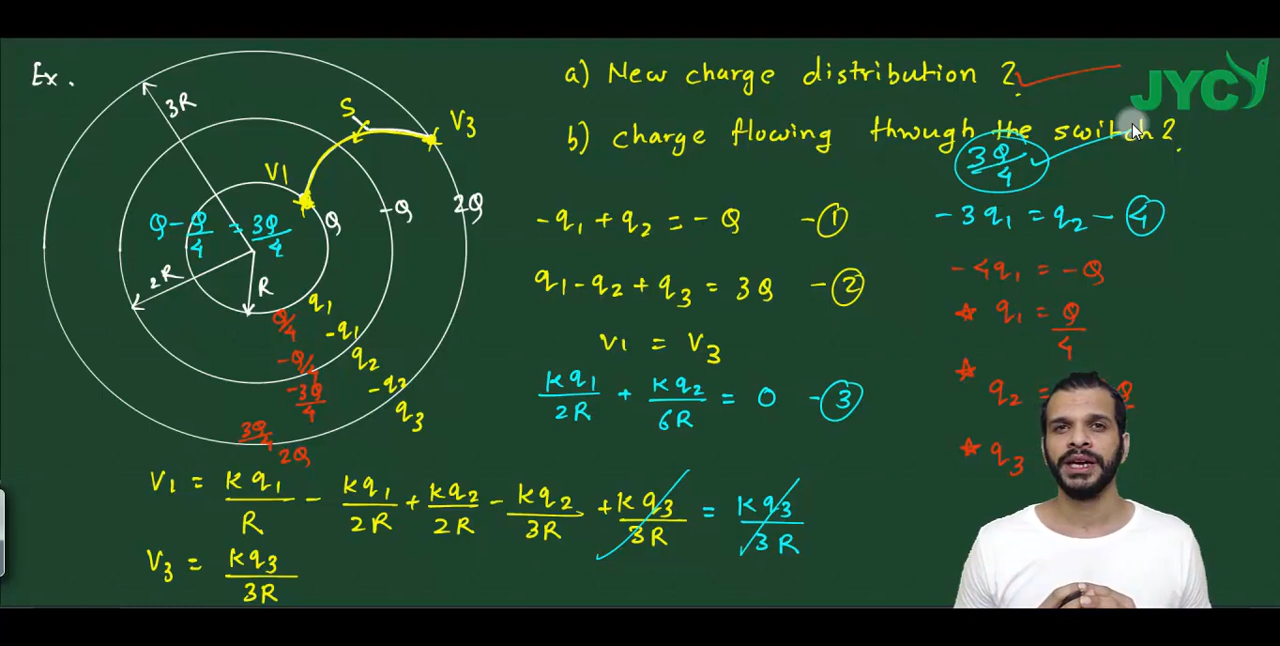 Ex.
a) New charge distribution ?
JYC
3R
S
V3
b) charge flowing through the switch ?
3Q/4
V1
Q - Q/4 = 3Q/4
Q
-Q
2Q
-q1 + q2 = -Q -①
-3q1 = q2 -④
2R
R
q1 - q2 + q3 = 3Q -②
-4q1 = -Q
q1
Q/4
-q1
q1 = Q/4
V1 = V3
q2
-Q/4
-3Q/4
-q2
q2 =
kq1/2R + kq2/6R = 0 -③
q3
3Q/4
2Q
q3
V1 = kq1/R - kq1/2R + kq2/2R - kq2/3R + kq3/3R = kq3/3R
V3 = kq3/3R